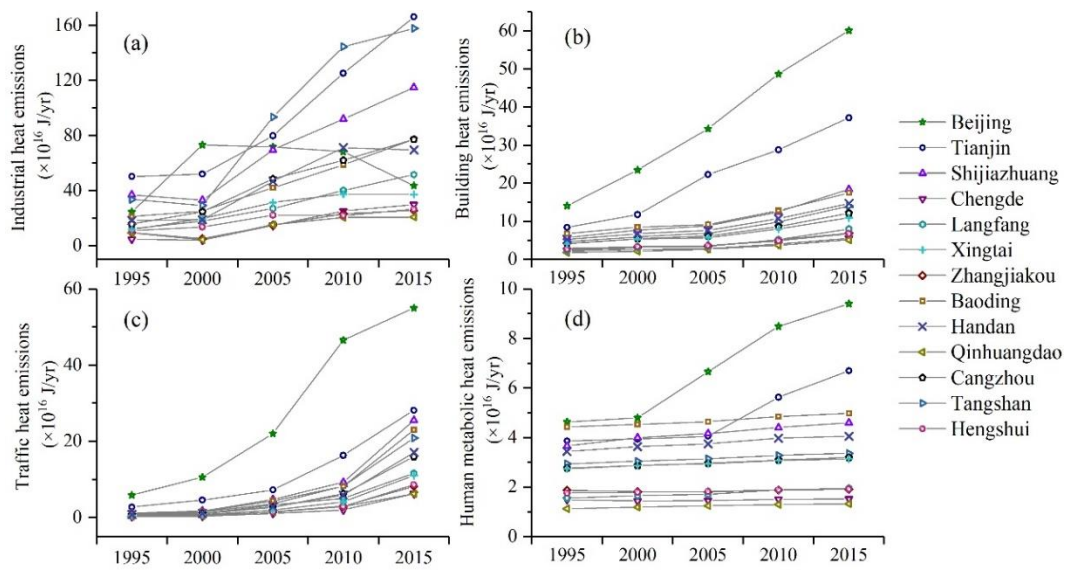 (a)
Industrial heat emissions
(×10^16 J/yr)
160
120
80
40
0
1995 2000 2005 2010 2015
(b)
Building heat emissions
(×10^16 J/yr)
60
50
40
30
20
10
0
1995 2000 2005 2010 2015
(c)
Traffic heat emissions
(×10^16 J/yr)
60
40
20
0
1995 2000 2005 2010 2015
(d)
Human metabolic heat emissions
(×10^16 J/yr)
10
8
6
4
2
0
1995 2000 2005 2010 2015
Beijing
Tianjin
Shijiazhuang
Chengde
Langfang
Xingtai
Zhangjiakou
Baoding
Handan
Qinhuangdao
Cangzhou
Tangshan
Hengshui